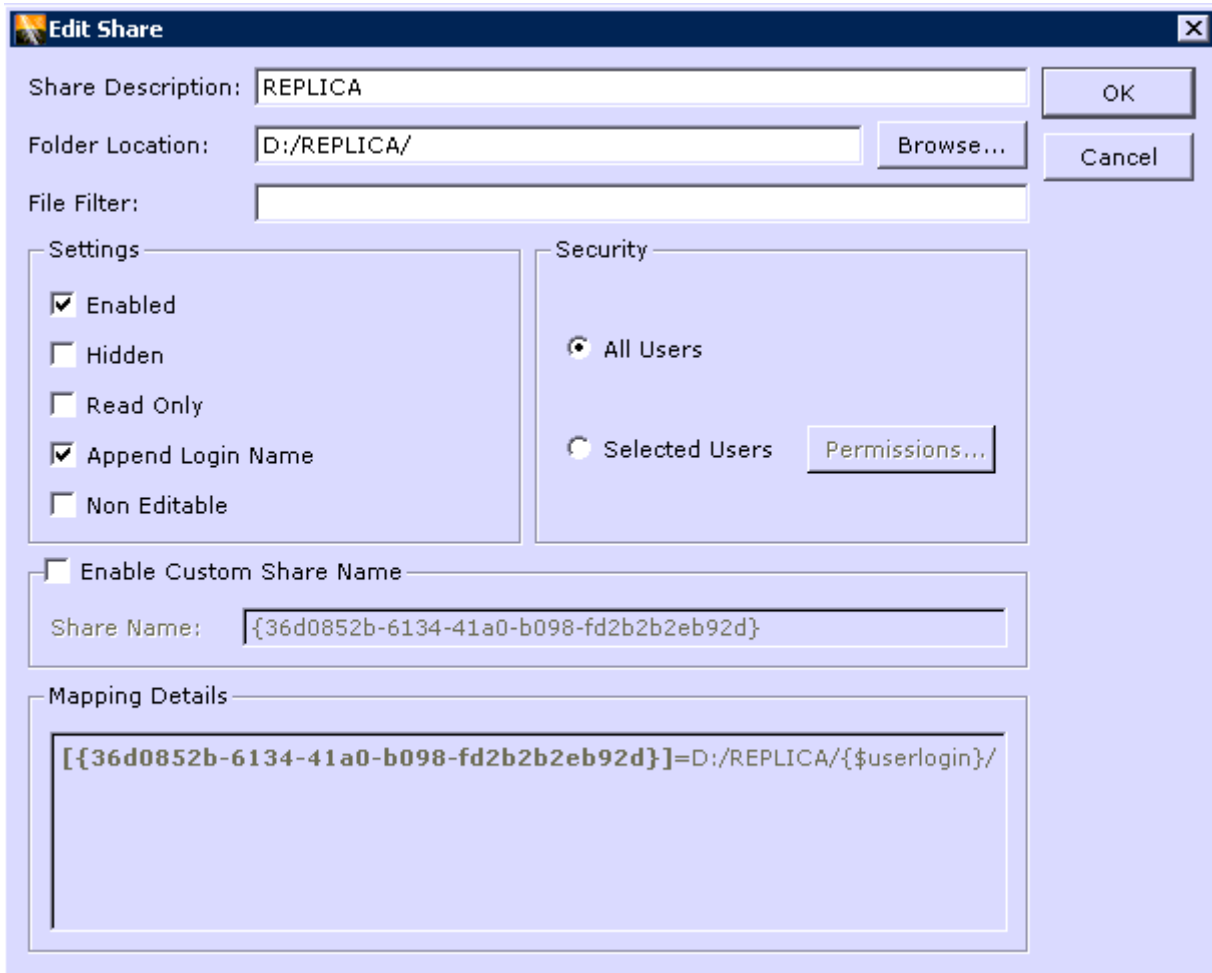 Edit Share
Share Description: REPLICA
OK
Folder Location: D:/REPLICA/ Browse...
Cancel
File Filter:
Settings
Enabled
Hidden
Read Only
Append Login Name
Non Editable
Security
All Users
Selected Users Permissions...
Enable Custom Share Name
Share Name: {36d0852b-6134-41a0-b098-fd2b2b2eb92d}
Mapping Details
[{36d0852b-6134-41a0-b098-fd2b2b2eb92d}]=D:/REPLICA/{$userlogin}/